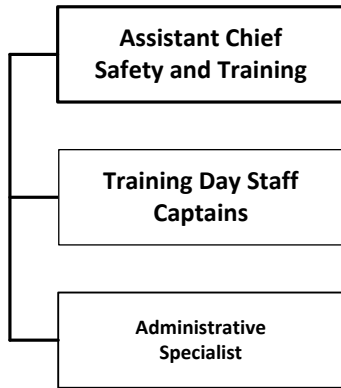 Assistant Chief
Safety and Training
Training Day Staff
Captains
Administrative
Specialist